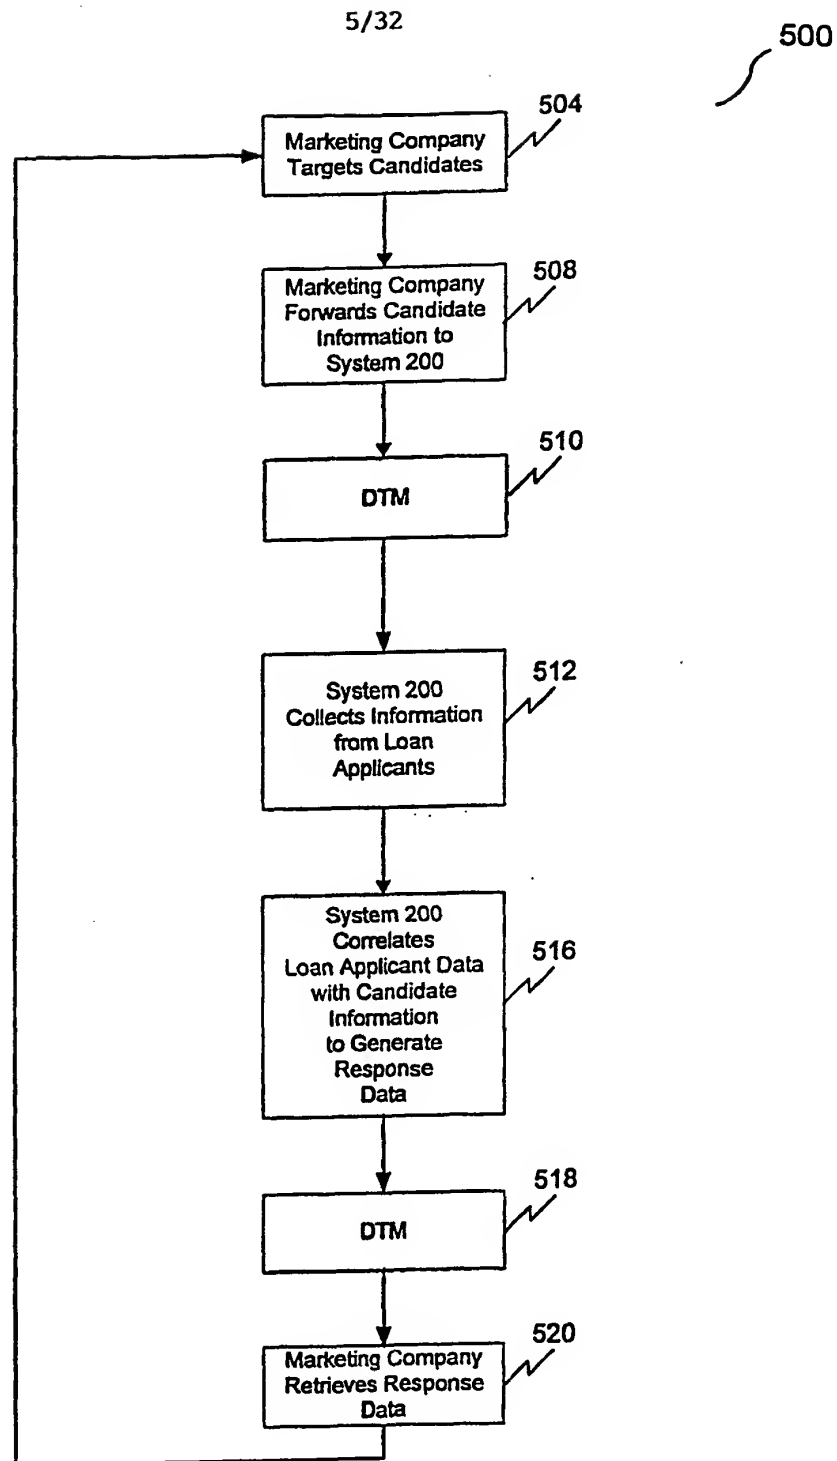 5/32
500
504
Marketing Company
Targets Candidates
508
Marketing Company
Forwards Candidate
Information to
System 200
510
DTM
512
System 200
Collects Information
from Loan
Applicants
516
System 200
Correlates
Loan Applicant Data
with Candidate
Information
to Generate
Response
Data
518
DTM
520
Marketing Company
Retrieves Response
Data